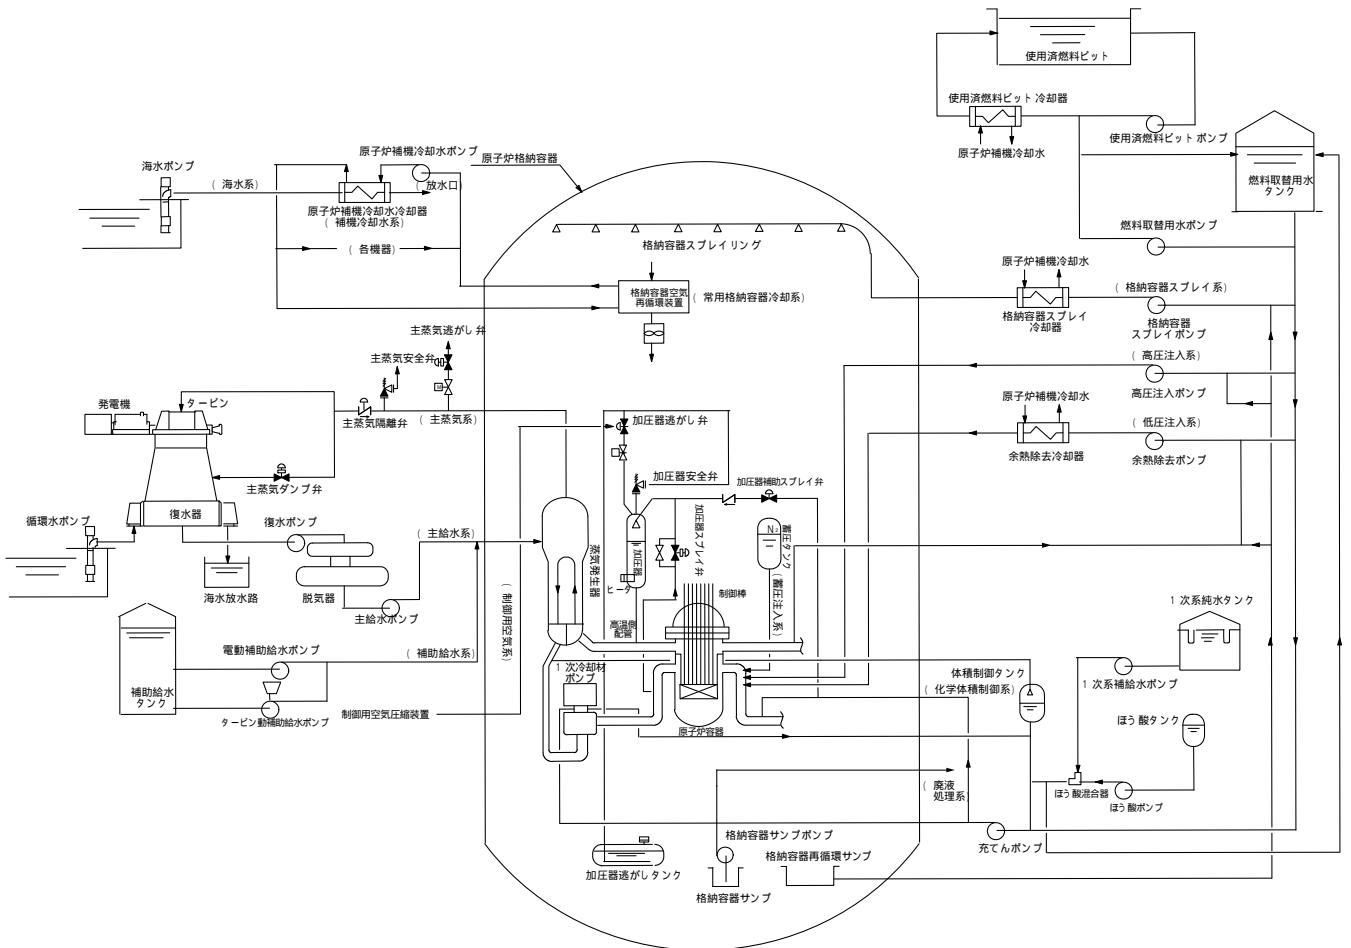 使用済燃料ピット
使用済燃料ピット冷却器
使用済燃料ピットポンプ
原子炉補機冷却水
燃料取替用水
タンク
海水ポンプ
( 海水系)
原子炉補機冷却水ポンプ
( 放水口)
原子炉補機冷却水冷却器
( 補機冷却水系)
( 各機器)
原子炉格納容器
格納容器スプレイリング
燃料取替用水ポンプ
原子炉補機冷却水
( 格納容器スプレイ系)
格納容器スプレイ
冷却器
格納容器
スプレイポンプ
格納容器空気
再循環装置
( 常用格納容器冷却系)
主蒸気逃がし弁
主蒸気安全弁
M
( 高圧注入系)
高圧注入ポンプ
原子炉補機冷却水
( 低圧注入系)
余熱除去冷却器
余熱除去ポンプ
発電機
タービン
主蒸気隔離弁
( 主蒸気系)
加圧器逃がし弁
加圧器安全弁
加圧器補助スプレイ弁
主蒸気ダンプ弁
復水器
循環水ポンプ
復水ポンプ
( 主給水系)
海水放水路
脱気器
主給水ポンプ
( 制御用空気系)
蒸気発生器
加圧器
ヒータ
加圧器スプレイ弁
N₂
蓄圧タンク
( 蓄圧注入系)
制御棒
高温側
配管
1次系純水タンク
1次系補給水ポンプ
電動補助給水ポンプ
( 補助給水系)
補助給水
タンク
タービン動補助給水ポンプ
制御用空気圧縮装置
1次冷却材
ポンプ
原子炉容器
体積制御タンク
( 化学体積制御系)
ほう酸タンク
ほう酸混合器
ほう酸ポンプ
( 廃液
処理系)
充てんポンプ
格納容器サンプポンプ
格納容器再循環サンプ
加圧器逃がしタンク
格納容器サンプ